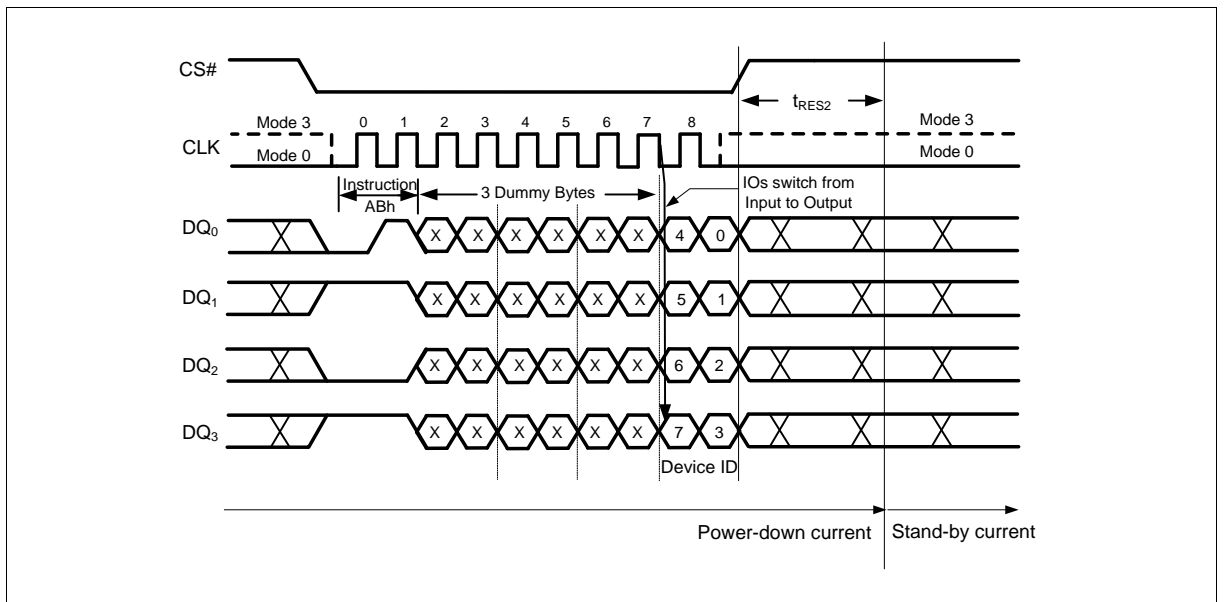 CS#
tRES2
Mode 3 0 1 2 3 4 5 6 7 8 Mode 3
CLK
Mode 0 Mode 0
Instruction ABh
3 Dummy Bytes
IOs switch from
Input to Output
DQ0 X X X X X X 4 0
DQ1 X X X X X X 5 1
DQ2 X X X X X X 6 2
DQ3 X X X X X X 7 3
Device ID
Power-down current Stand-by current